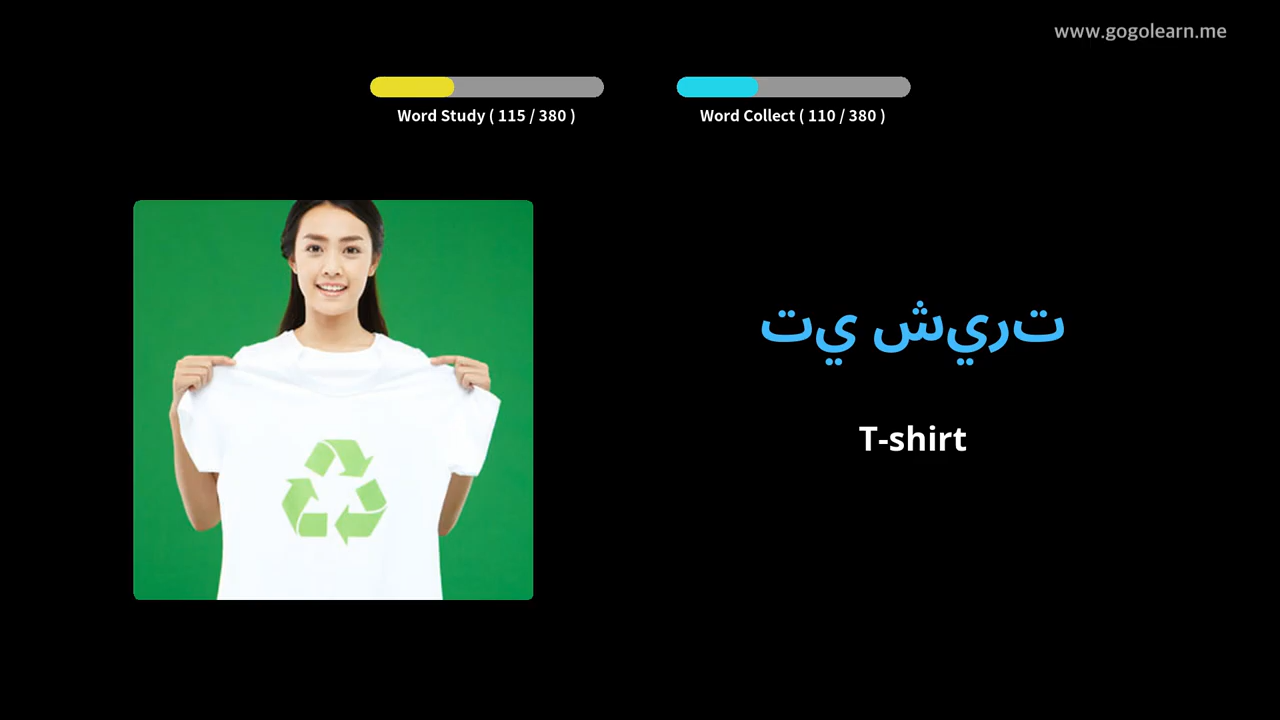 www.gogolearn.me
Word Study ( 115 / 380 )
Word Collect ( 110 / 380 )
تي شيرت
T-shirt